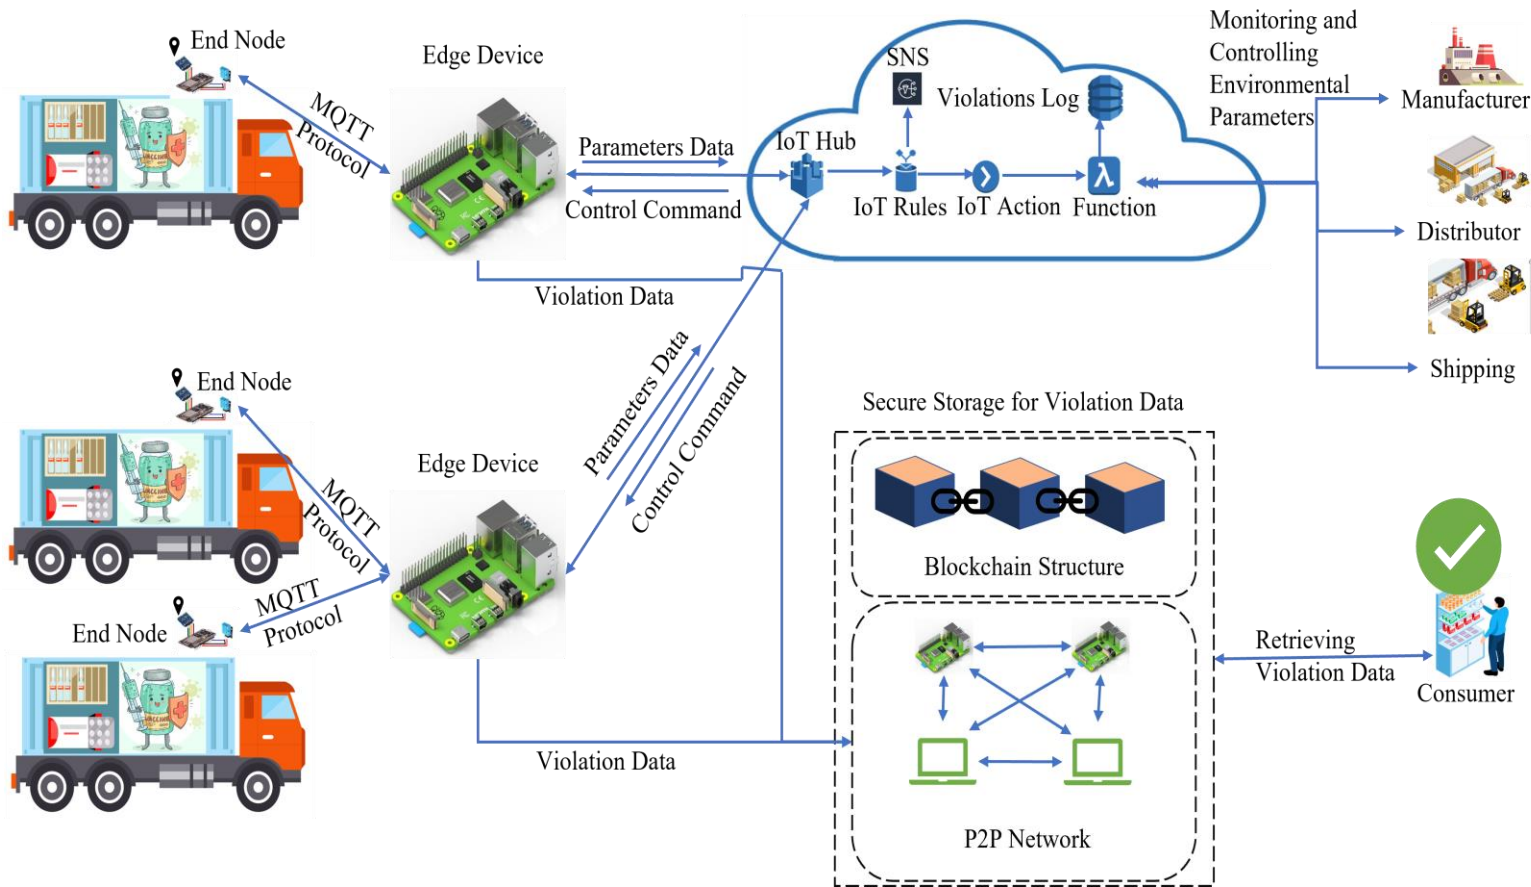 End Node
Edge Device
MQTT
Protocol
Parameters Data
Control Command
Violation Data
SNS
Violations Log
IoT Hub
IoT Rules
IoT Action
Function
Monitoring and
Controlling
Environmental
Parameters
Manufacturer
Distributor
Shipping
End Node
Edge Device
MQTT
Protocol
Parameters Data
Control Command
MQTT
Protocol
End Node
Violation Data
Secure Storage for Violation Data
Blockchain Structure
P2P Network
Retrieving
Violation Data
Consumer
VACCINE
VACCINE
VACCINE